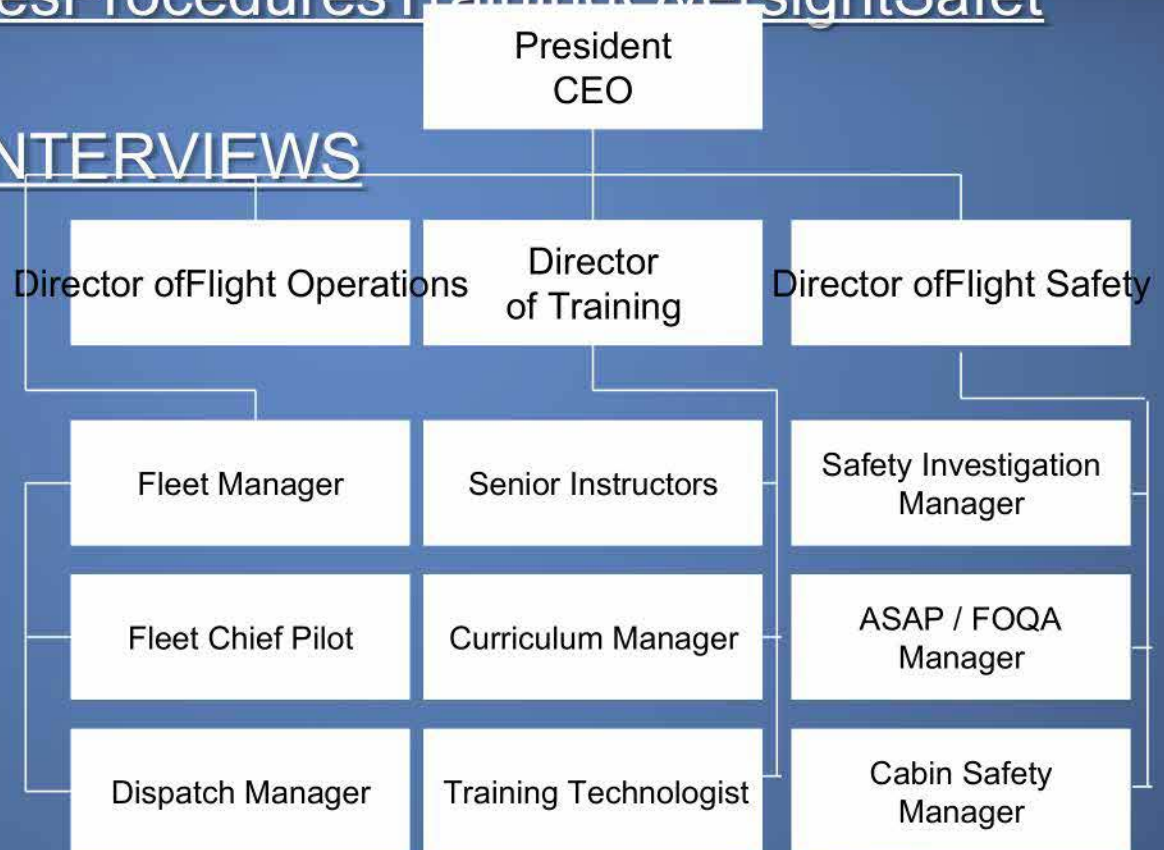 esProceduresTrainingOversightSafet
President
CEO
NTERVIEWS
Director ofFlight Operations
Director
of Training
Director ofFlight Safety
Fleet Manager
Senior Instructors
Safety Investigation
Manager
Fleet Chief Pilot
Curriculum Manager
ASAP / FOQA
Manager
Dispatch Manager
Training Technologist
Cabin Safety
Manager